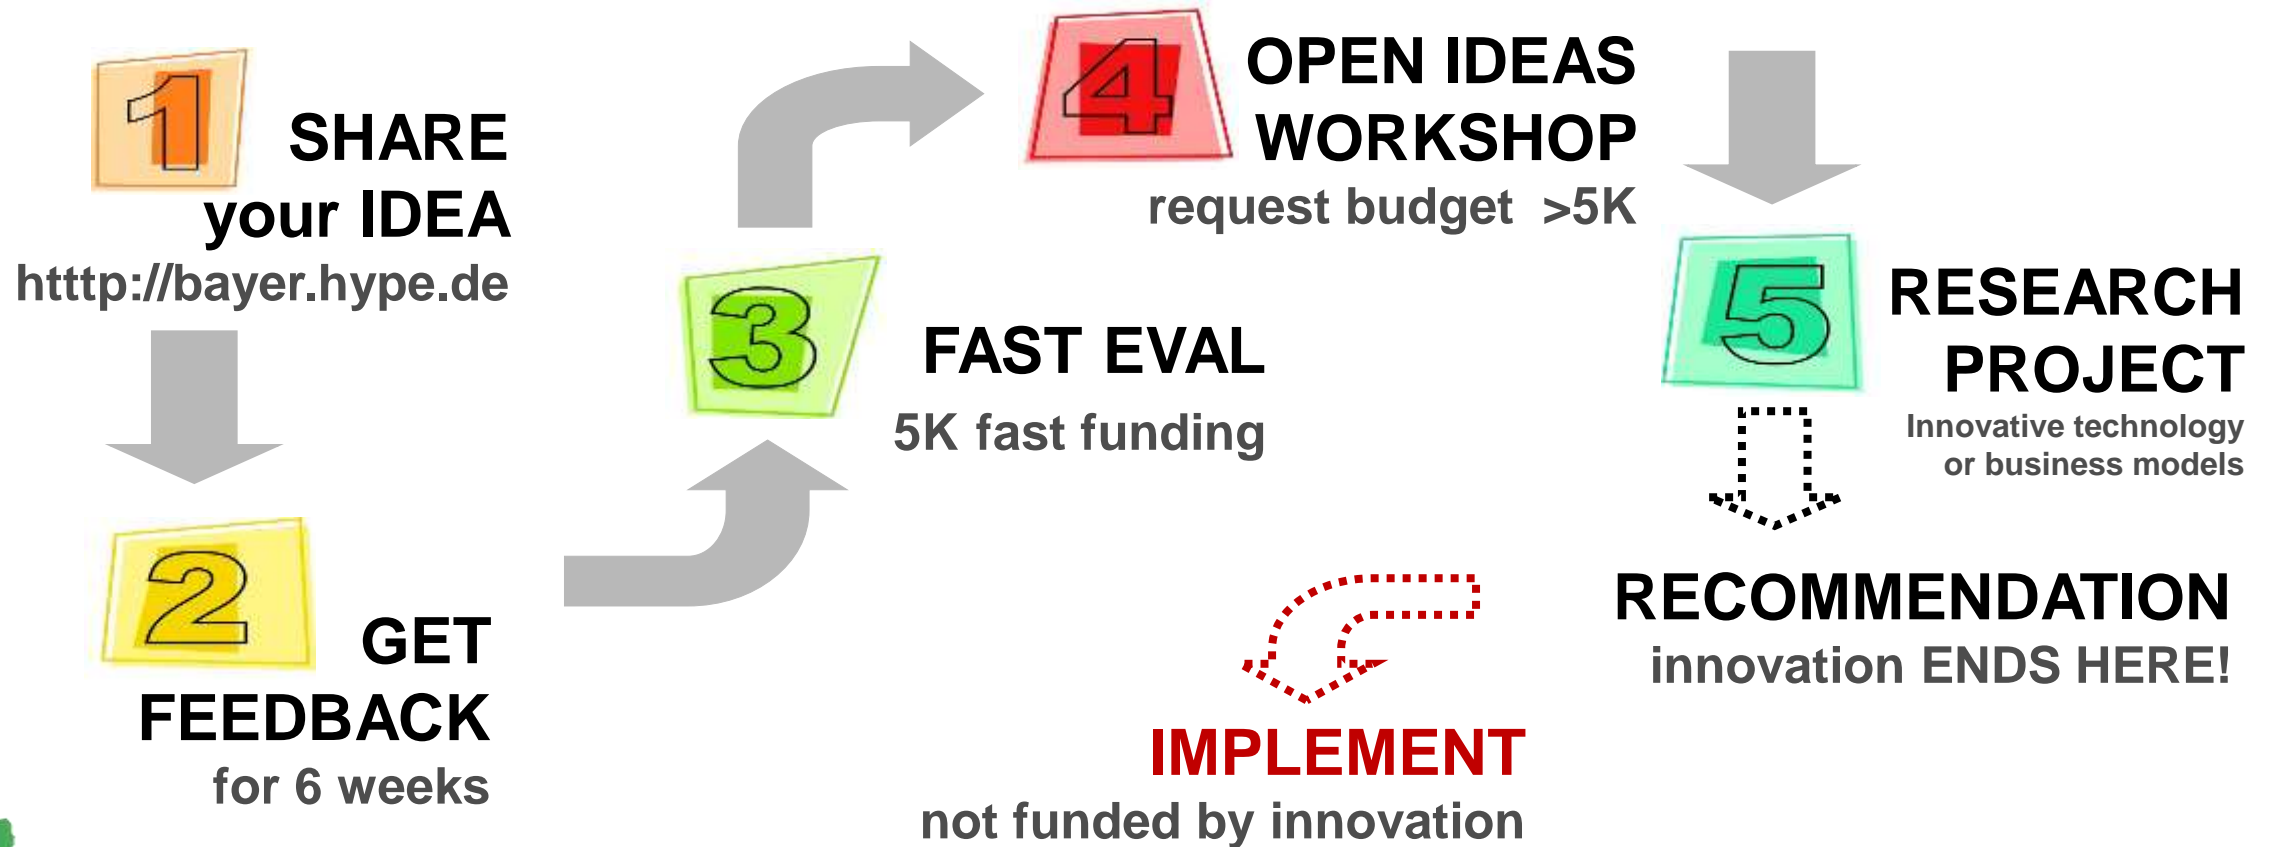 1
SHARE
your IDEA
htttp://bayer.hype.de
2
GET
FEEDBACK
for 6 weeks
3
FAST EVAL
5K fast funding
4
OPEN IDEAS
WORKSHOP
request budget >5K
5
RESEARCH
PROJECT
Innovative technology
or business models
RECOMMENDATION
innovation ENDS HERE!
IMPLEMENT
not funded by innovation